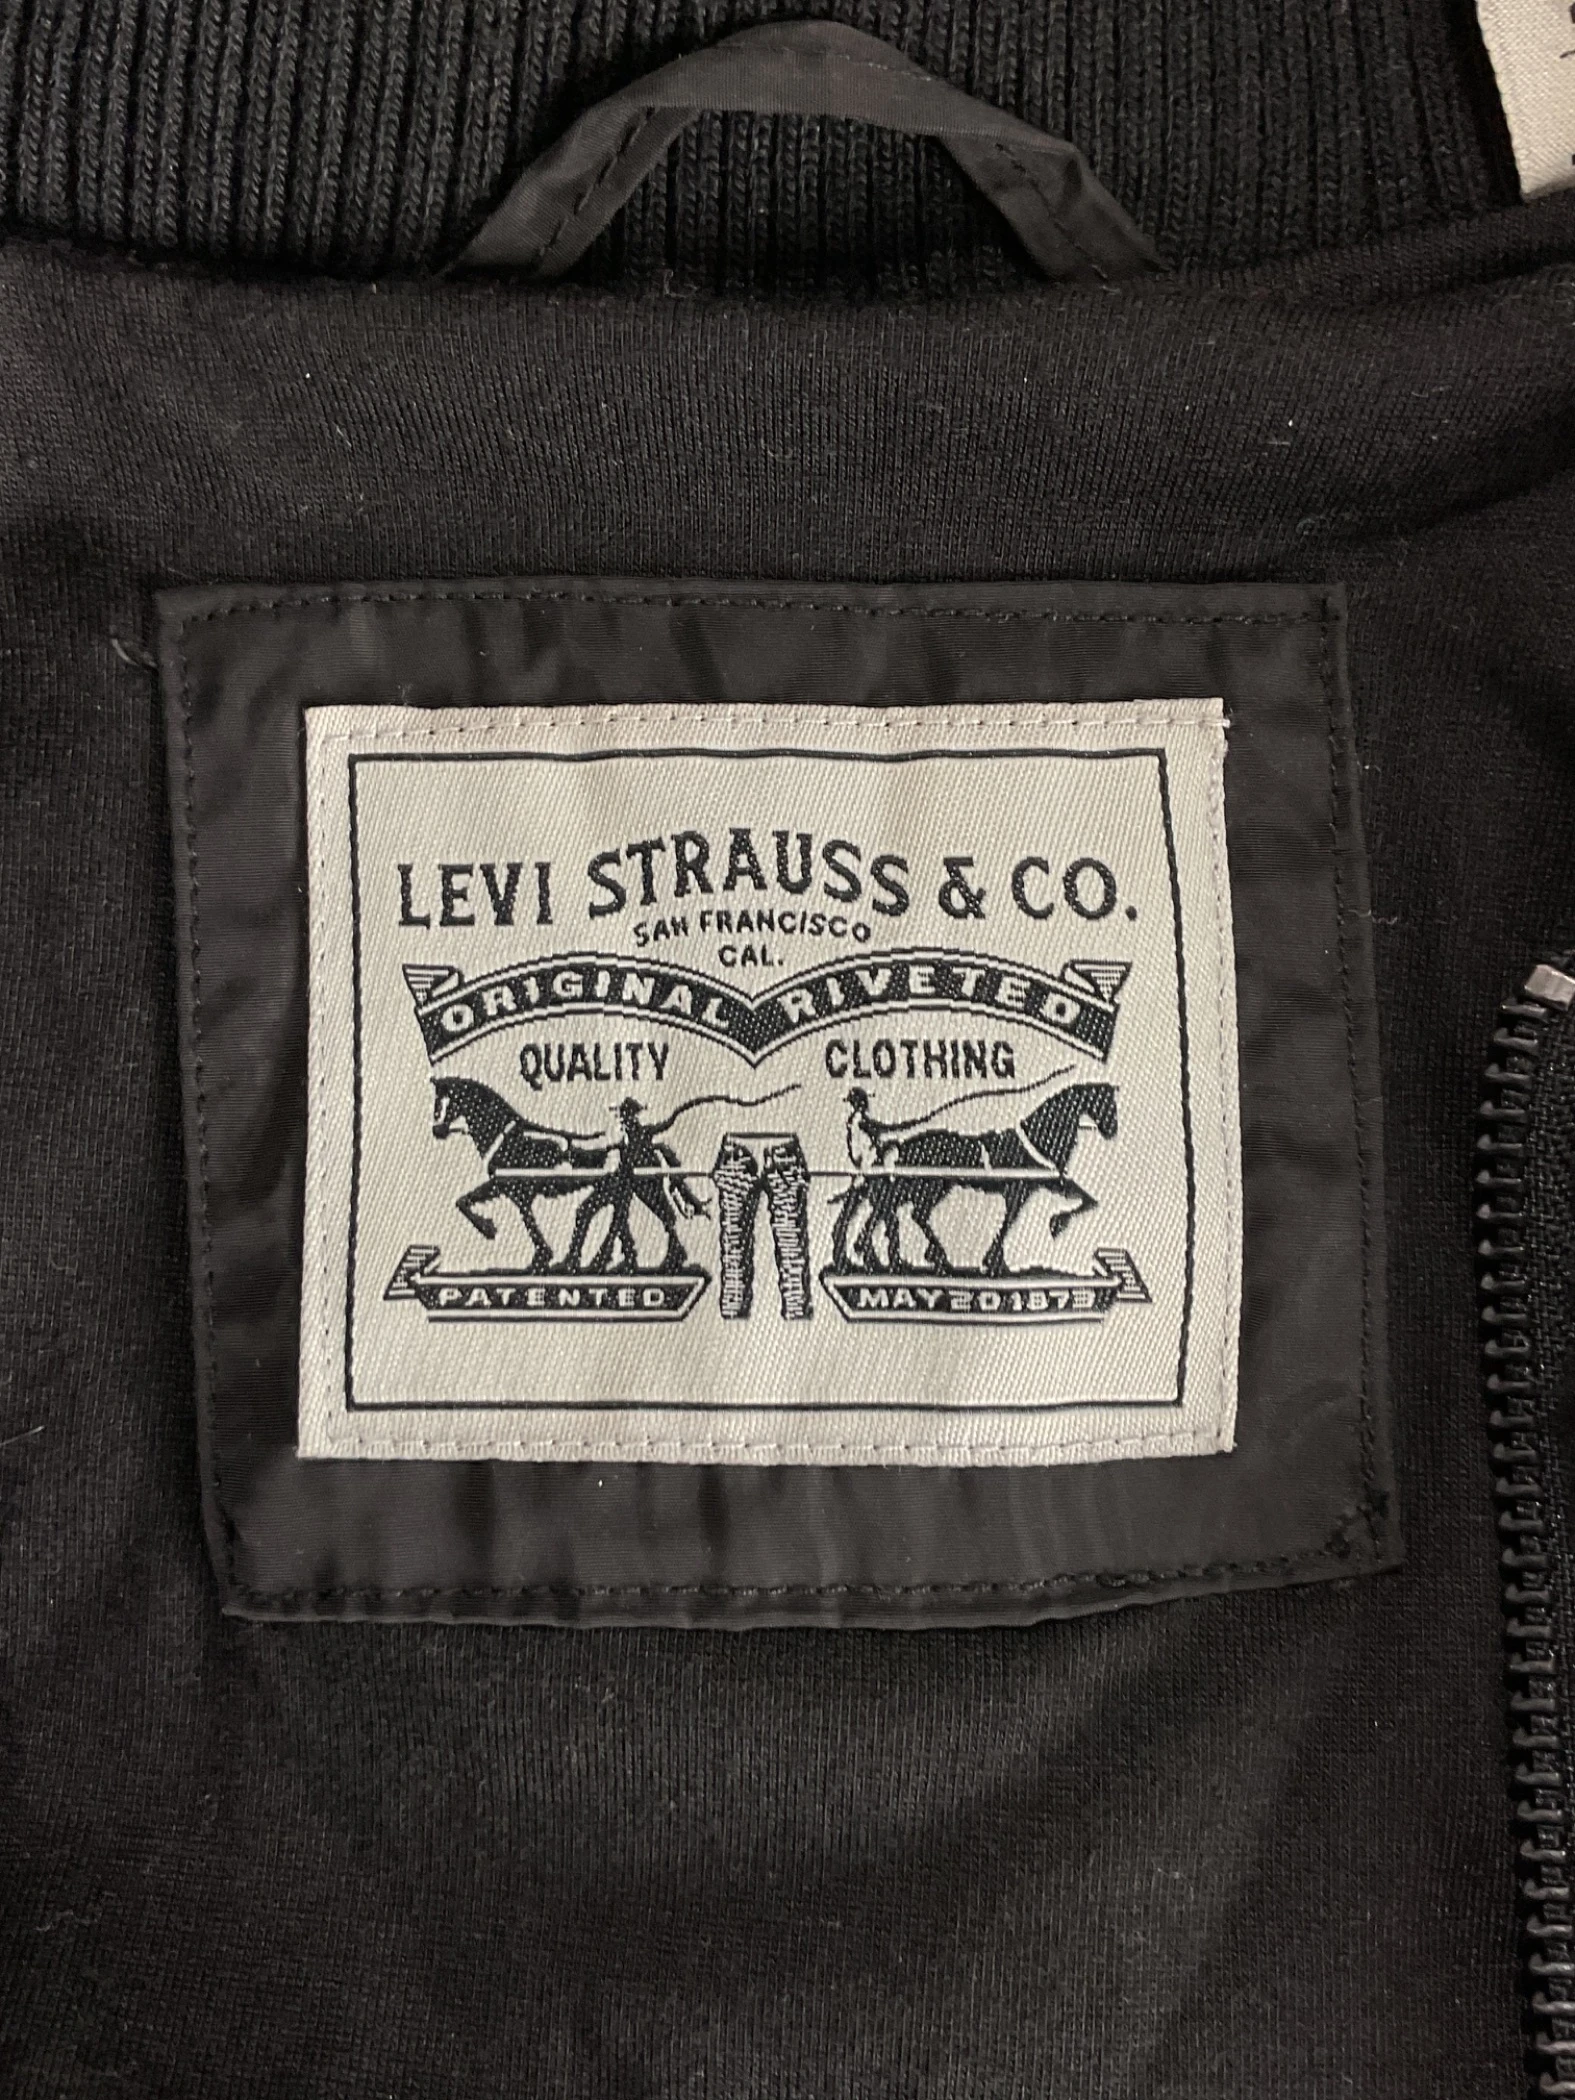 LEVI STRAUSS & CO.
SAN FRANCISCO
CAL.
ORIGINAL RIVETED
QUALITY CLOTHING
PATENTED MAY 20 1873